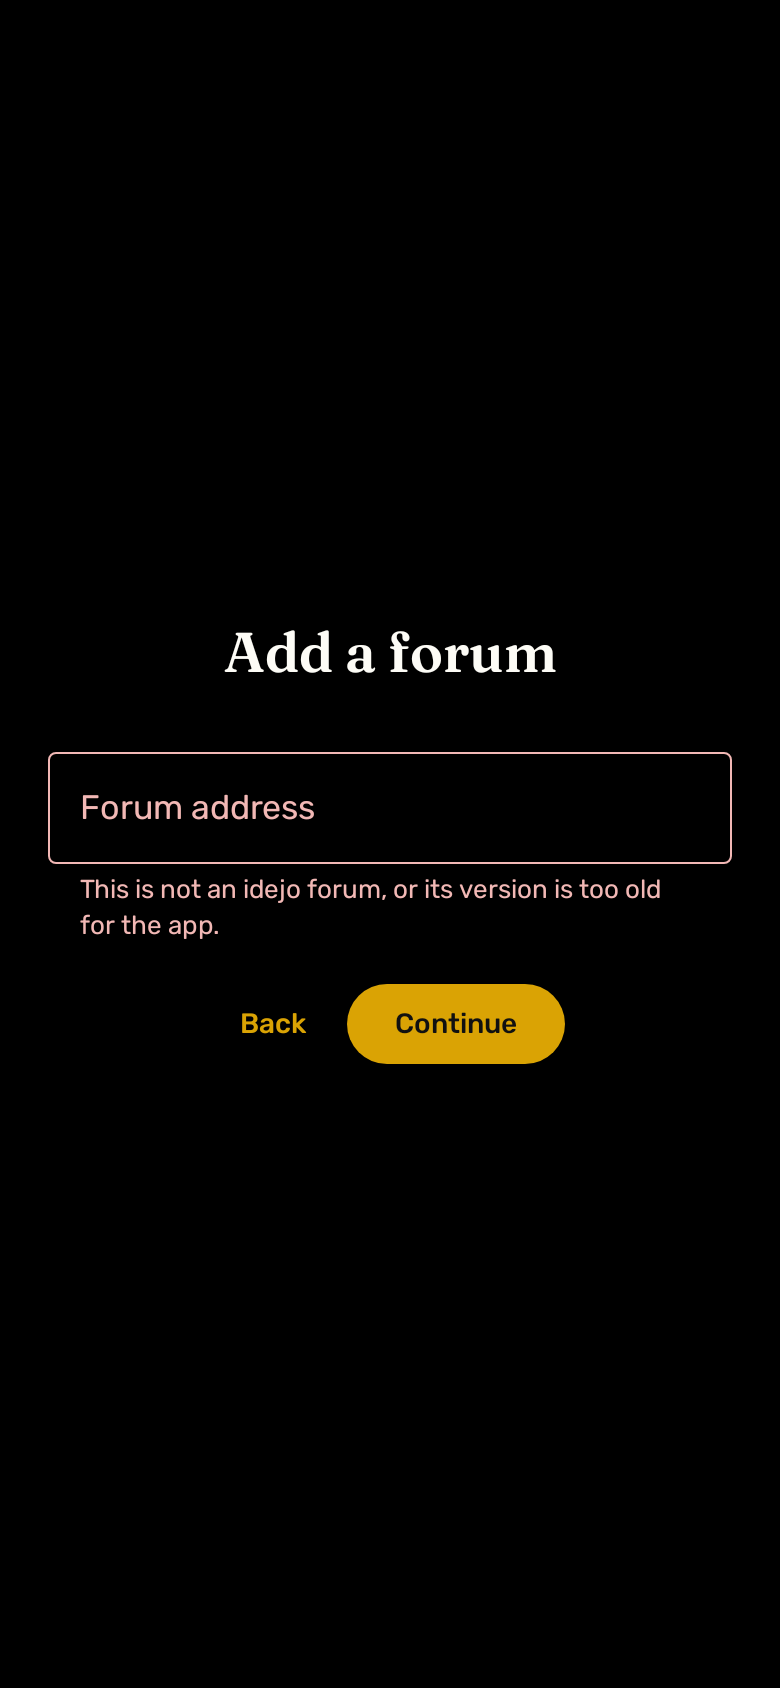 Add a forum
Forum address
This is not an idejo forum, or its version is too old
for the app.
Back
Continue